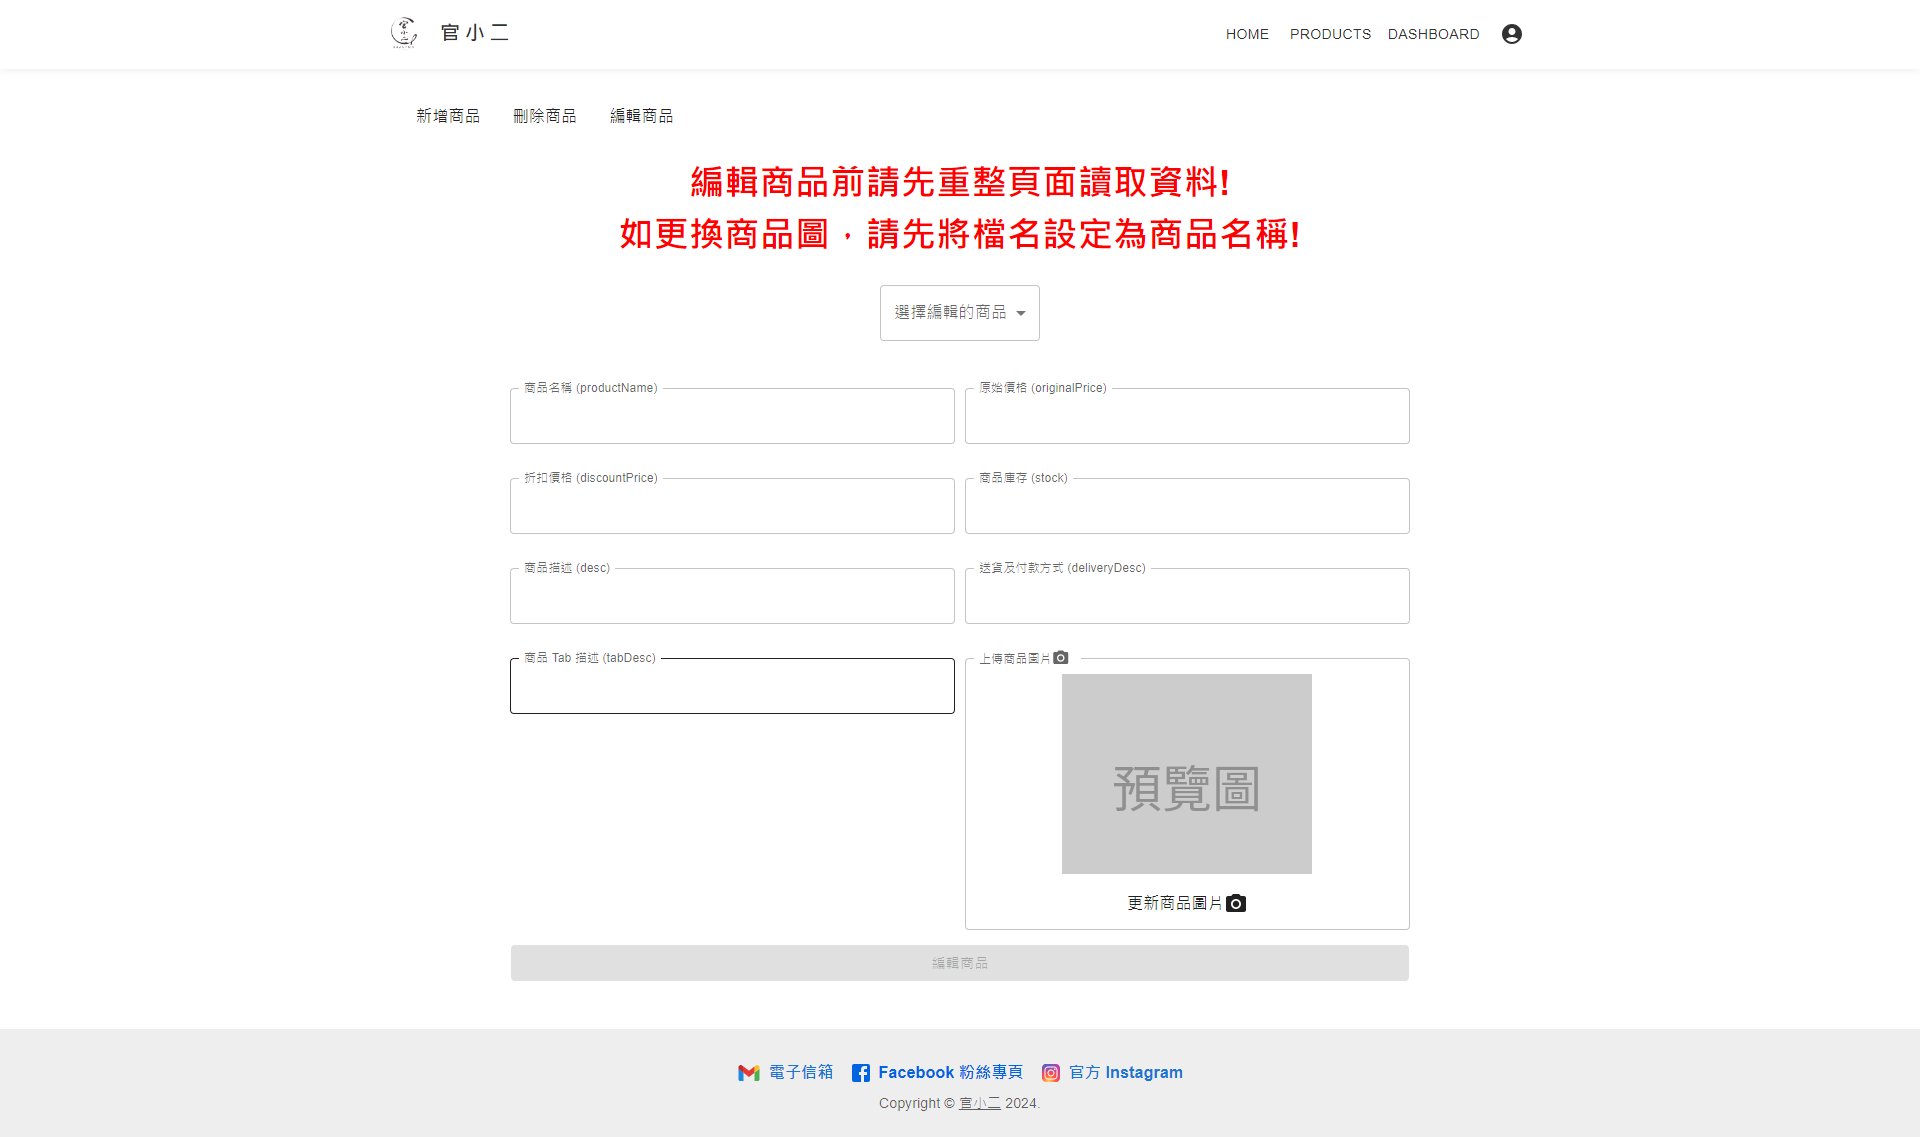 官小二
HOME PRODUCTS DASHBOARD
新增商品 刪除商品 編輯商品
編輯商品前請先重整頁面讀取資料!
如更換商品圖，請先將檔名設定為商品名稱!
選擇編輯的商品
商品名稱 (productName)
原始價格 (originalPrice)
折扣價格 (discountPrice)
商品庫存 (stock)
商品描述 (desc)
送貨及付款方式 (deliveryDesc)
商品 Tab 描述 (tabDesc)
上傳商品圖片
預覽圖
更新商品圖片
編輯商品
電子信箱 Facebook 粉絲專頁 官方 Instagram
Copyright © 官小二 2024.